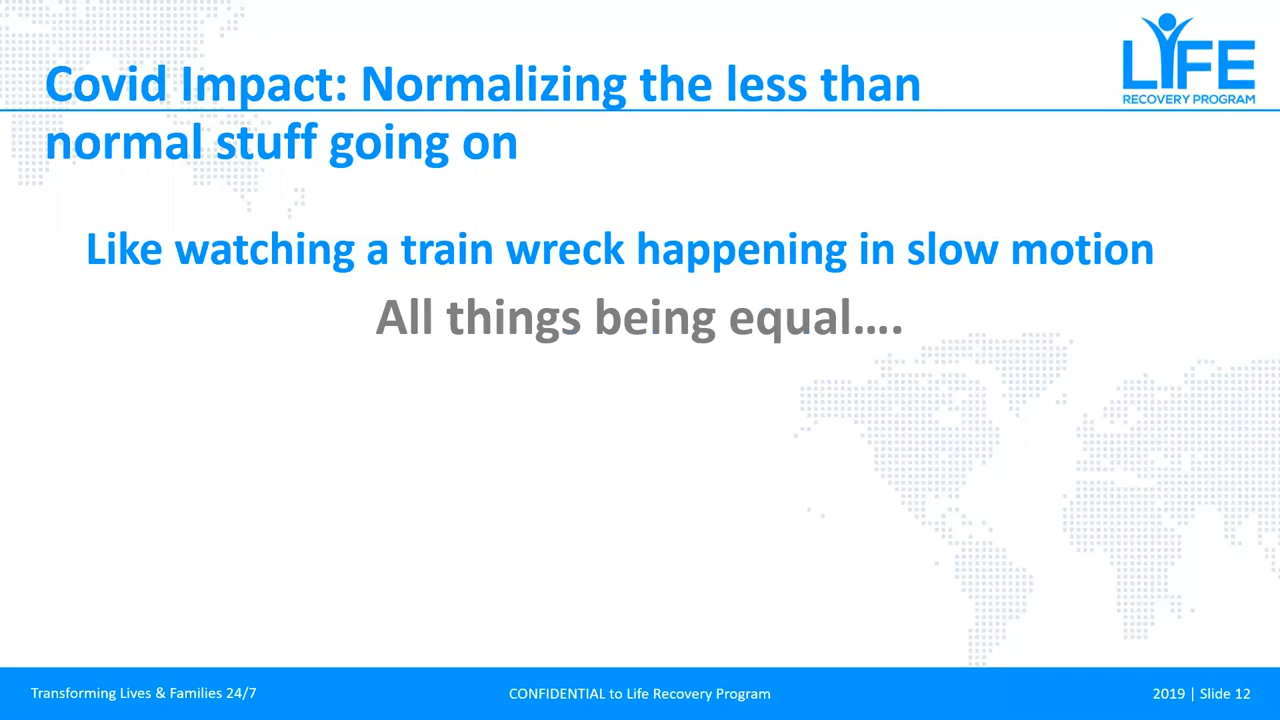 LIFE
RECOVERY PROGRAM
Covid Impact: Normalizing the less than
normal stuff going on
Like watching a train wreck happening in slow motion
All things being equal....
Transforming Lives & Families 24/7
CONFIDENTIAL to Life Recovery Program
2019 | Slide 12